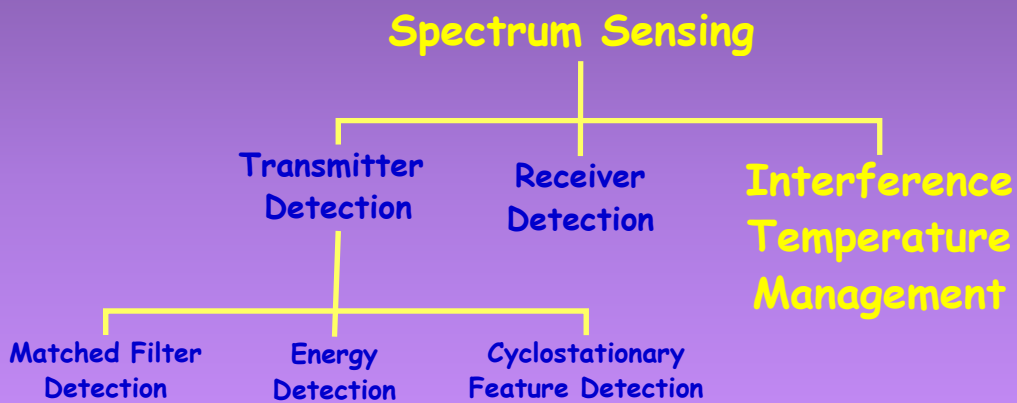 Spectrum Sensing
Transmitter
Detection
Receiver
Detection
Interference
Temperature
Management
Matched Filter
Detection
Energy
Detection
Cyclostationary
Feature Detection